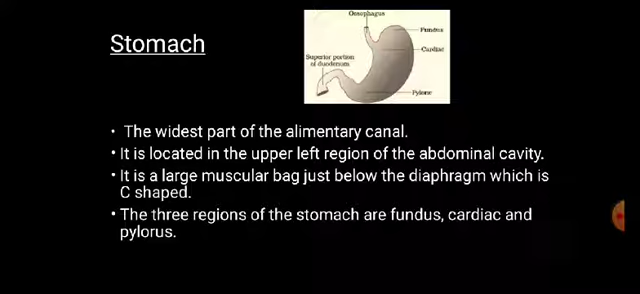 Stomach
Oesophagus
Fundus
Cardiac
Superior portion
of duodenum
Pyloric
• The widest part of the alimentary canal.
• It is located in the upper left region of the abdominal cavity.
• It is a large muscular bag just below the diaphragm which is
C shaped.
• The three regions of the stomach are fundus, cardiac and
pylorus.